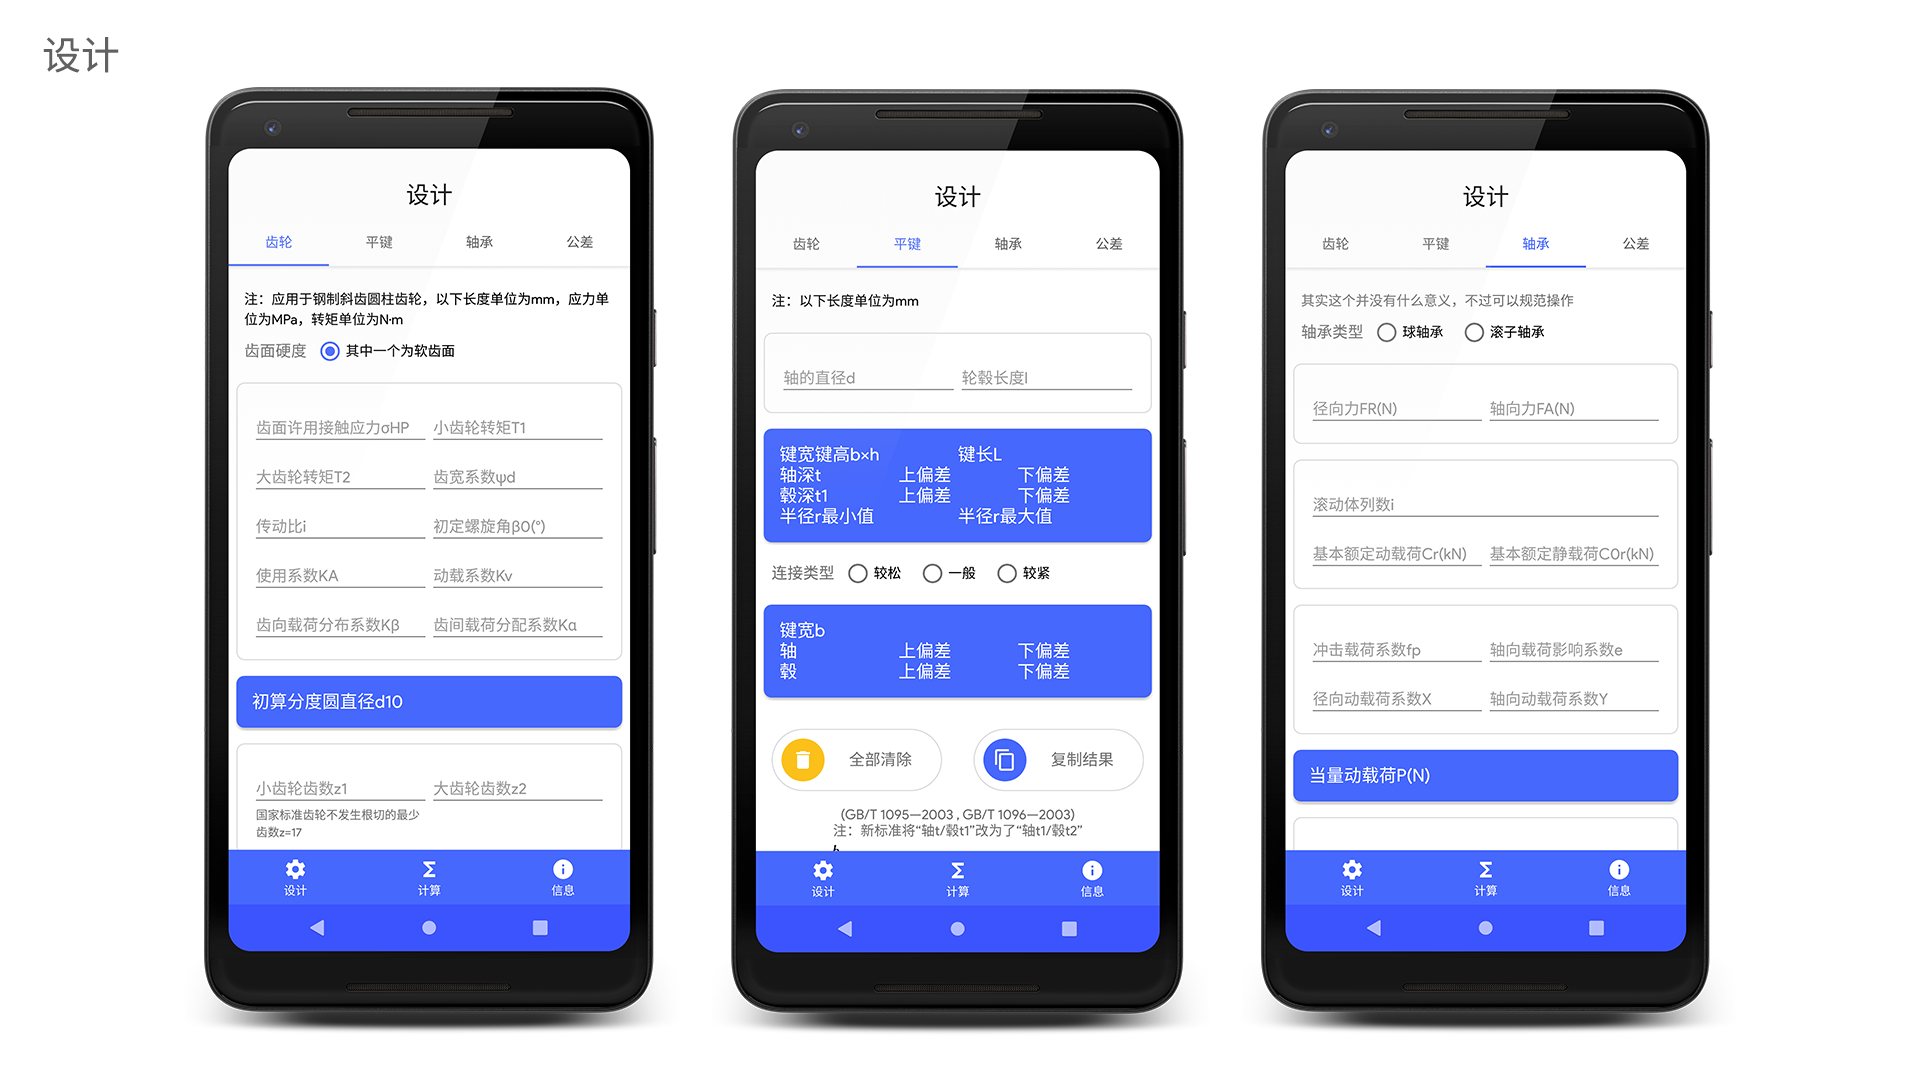 设计
设计
齿轮
平键
轴承
公差
注：应用于钢制斜齿圆柱齿轮，以下长度单位为mm，应力单
位为MPa，转矩单位为N·m
齿面硬度 其中一个为软齿面
齿面许用接触应力σHP 小齿轮转矩T1
大齿轮转矩T2 齿宽系数ψd
传动比i 初定螺旋角β0(°)
使用系数KA 动载系数Kv
齿向载荷分布系数Kβ 齿间载荷分配系数Kα
初算分度圆直径d10
小齿轮齿数z1 大齿轮齿数z2
国家标准齿轮不发生根切的最少
齿数z=17
设计 计算 信息
设计
齿轮
平键
轴承
公差
注：以下长度单位为mm
轴的直径d 轮毂长度l
键宽键高b×h 键长L
轴深t 上偏差 下偏差
毂深t1 上偏差 下偏差
半径r最小值 半径r最大值
连接类型 较松 一般 较紧
键宽b
轴 上偏差 下偏差
毂 上偏差 下偏差
全部清除 复制结果
(GB/T 1095—2003 , GB/T 1096—2003)
注：新标准将“轴t/毂t1”改为了“轴t1/毂t2”
设计 计算 信息
设计
齿轮
平键
轴承
公差
其实这个并没有什么意义，不过可以规范操作
轴承类型 球轴承 滚子轴承
径向力FR(N) 轴向力FA(N)
滚动体列数i
基本额定动载荷Cr(kN) 基本额定静载荷C0r(kN)
冲击载荷系数fp 轴向载荷影响系数e
径向动载荷系数X 轴向动载荷系数Y
当量动载荷P(N)
设计 计算 信息